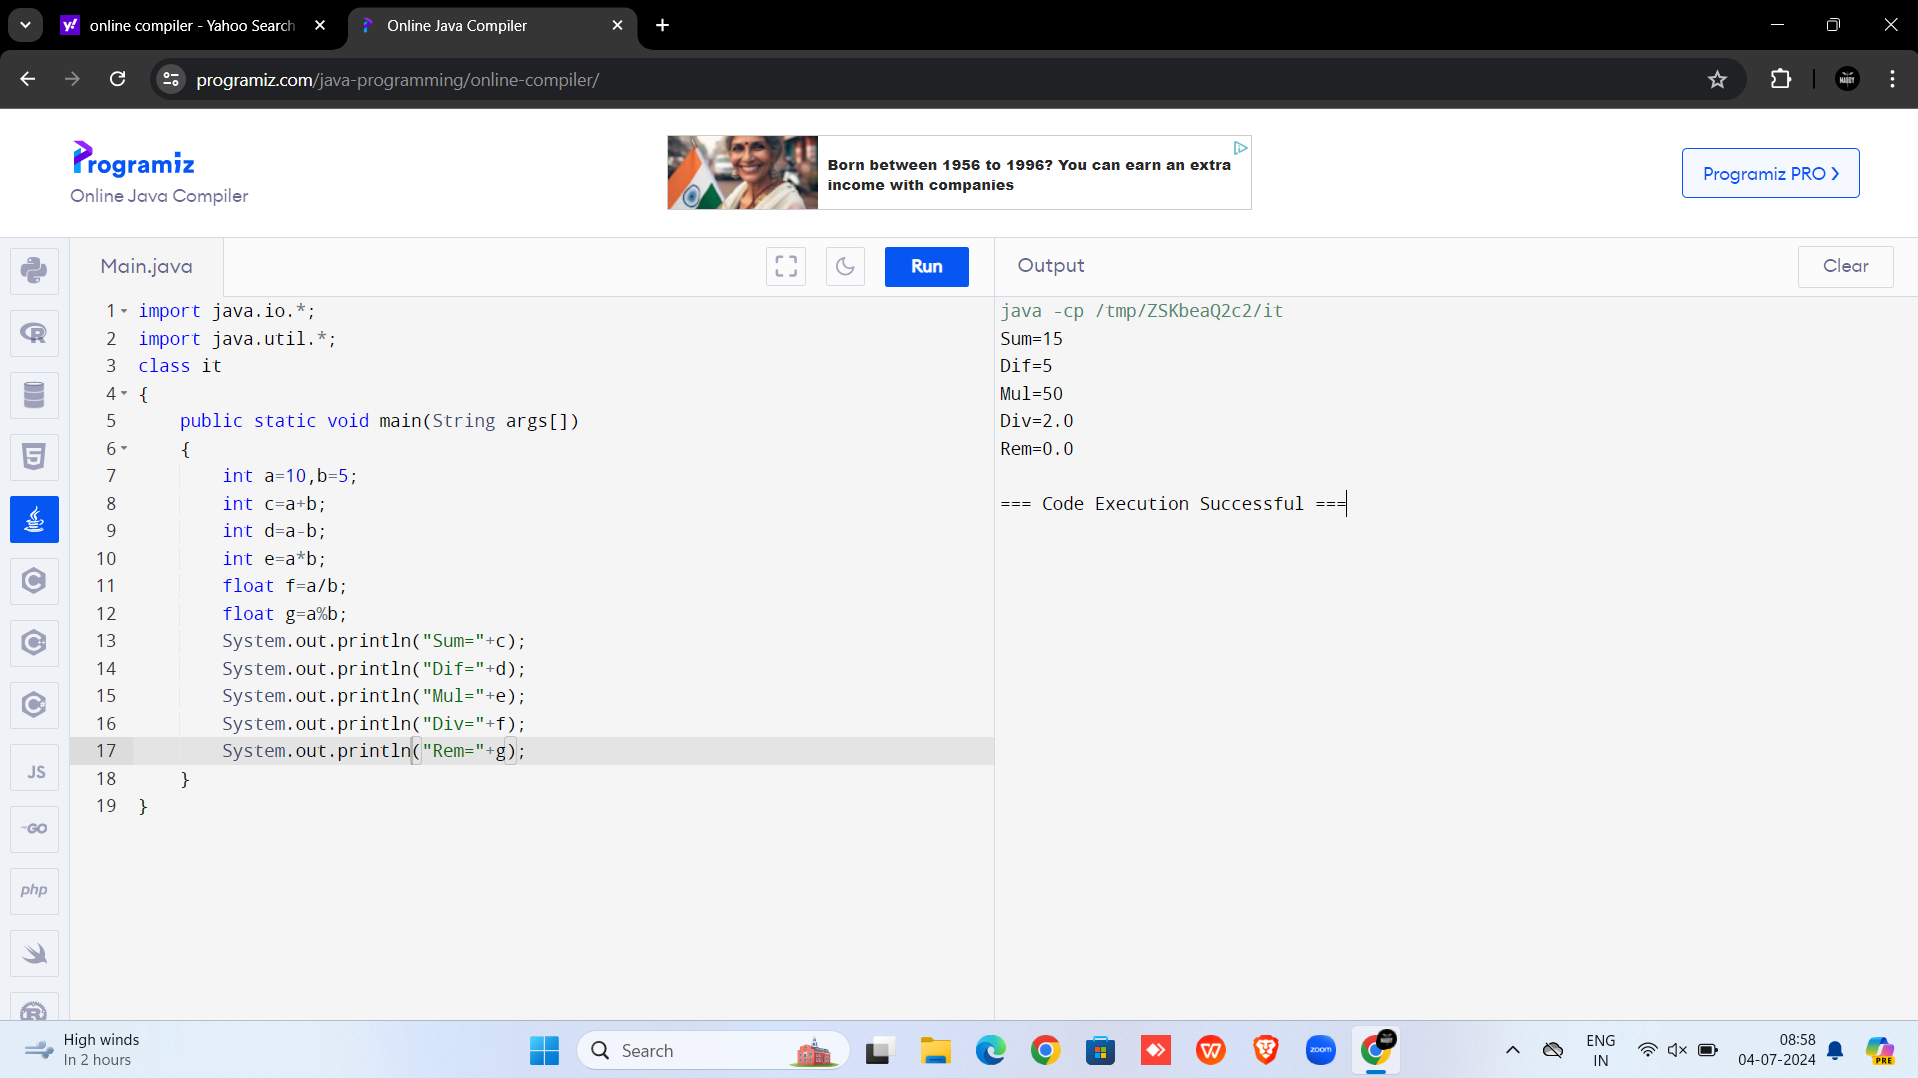 online compiler - Yahoo Search
Online Java Compiler
programiz.com/java-programming/online-compiler/
Programiz
Online Java Compiler
Born between 1956 to 1996? You can earn an extra
income with companies
Programiz PRO
Main.java
Run
Output
Clear
1 import java.io.*;
2 import java.util.*;
3 class it
4 {
5 public static void main(String args[])
6 {
7 int a=10,b=5;
8 int c=a+b;
9 int d=a-b;
10 int e=a*b;
11 float f=a/b;
12 float g=a%b;
13 System.out.println("Sum="+c);
14 System.out.println("Dif="+d);
15 System.out.println("Mul="+e);
16 System.out.println("Div="+f);
17 System.out.println("Rem="+g);
18 }
19 }
java -cp /tmp/ZSKbeaQ2c2/it
Sum=15
Dif=5
Mul=50
Div=2.0
Rem=0.0
=== Code Execution Successful ===
JS
GO
php
High winds
In 2 hours
Search
zoom
ENG
IN
08:58
04-07-2024
PRE